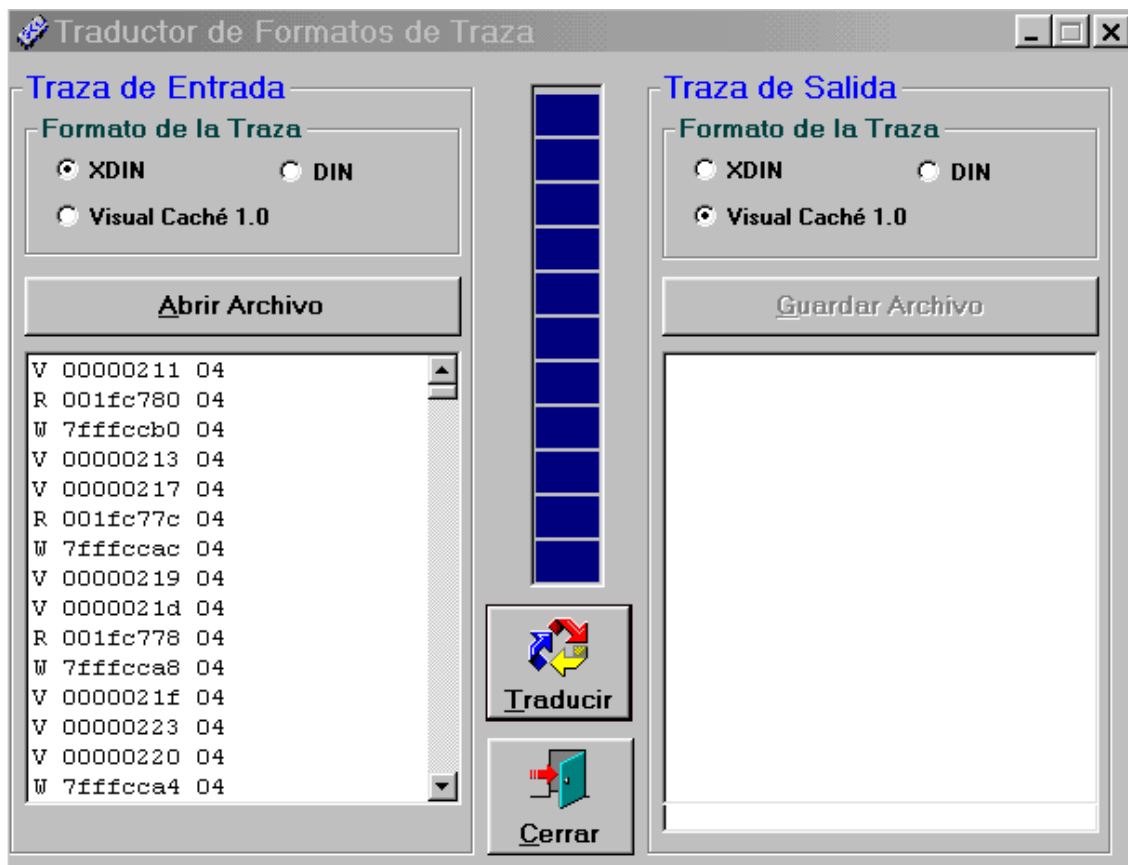 Traductor de Formatos de Traza
Traza de Entrada
Formato de la Traza
XDIN DIN
Visual Caché 1.0
Abrir Archivo
V 00000211 04
R 001fc780 04
W 7fffccb0 04
V 00000213 04
V 00000217 04
R 001fc77c 04
W 7fffccac 04
V 00000219 04
V 0000021d 04
R 001fc778 04
W 7fffcca8 04
V 0000021f 04
V 00000223 04
V 00000220 04
W 7fffcca4 04
Traducir
Cerrar
Traza de Salida
Formato de la Traza
XDIN DIN
Visual Caché 1.0
Guardar Archivo